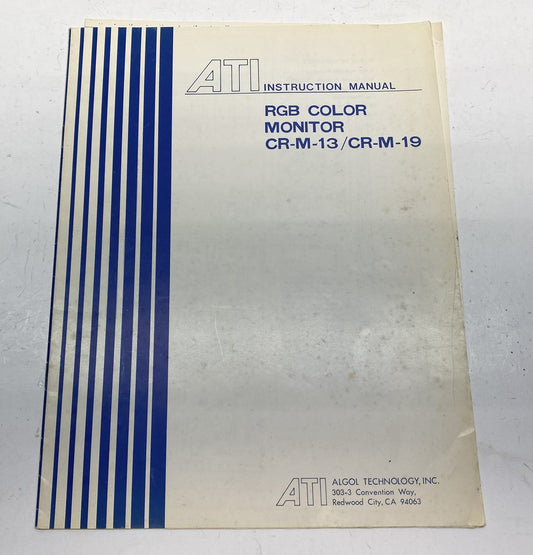 ATI INSTRUCTION MANUAL
RGB COLOR
MONITOR
CR-M-13/CR-M-19
ATI ALGOL TECHNOLOGY, INC.
303-3 Convention Way,
Redwood City, CA 94063